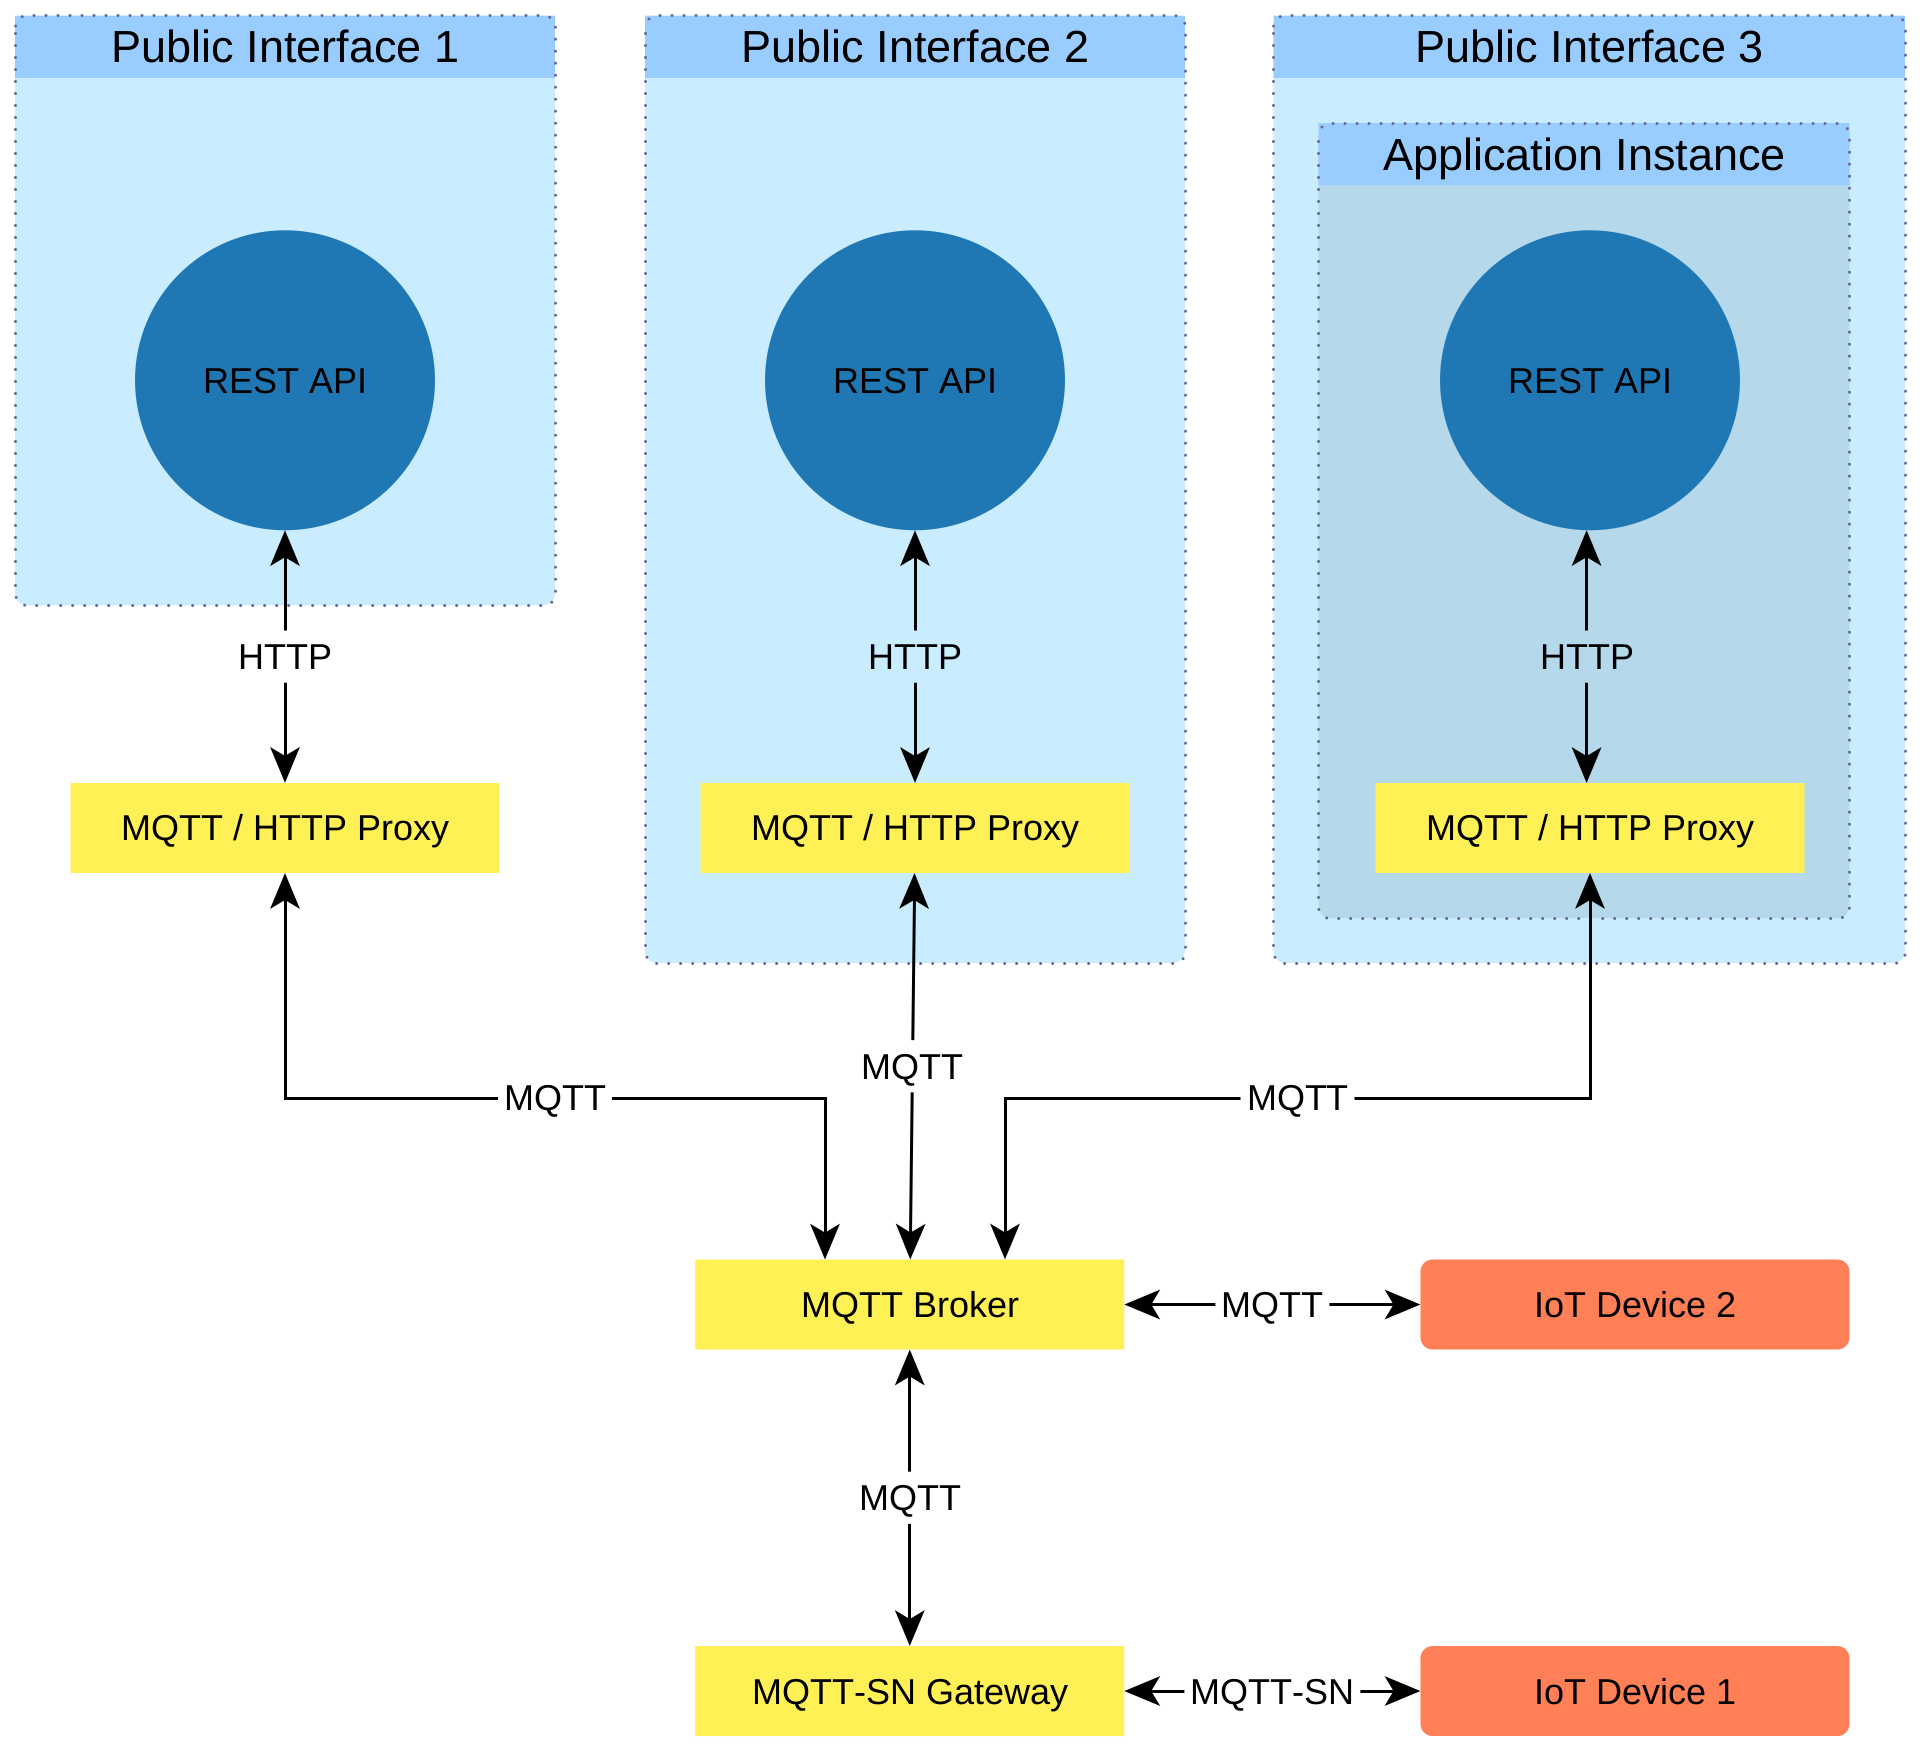 Public Interface 1
Public Interface 2
Public Interface 3
Application Instance
REST API
REST API
REST API
HTTP
HTTP
HTTP
MQTT / HTTP Proxy
MQTT / HTTP Proxy
MQTT / HTTP Proxy
MQTT
MQTT
MQTT
MQTT Broker
MQTT
IoT Device 2
MQTT
MQTT-SN Gateway
MQTT-SN
IoT Device 1